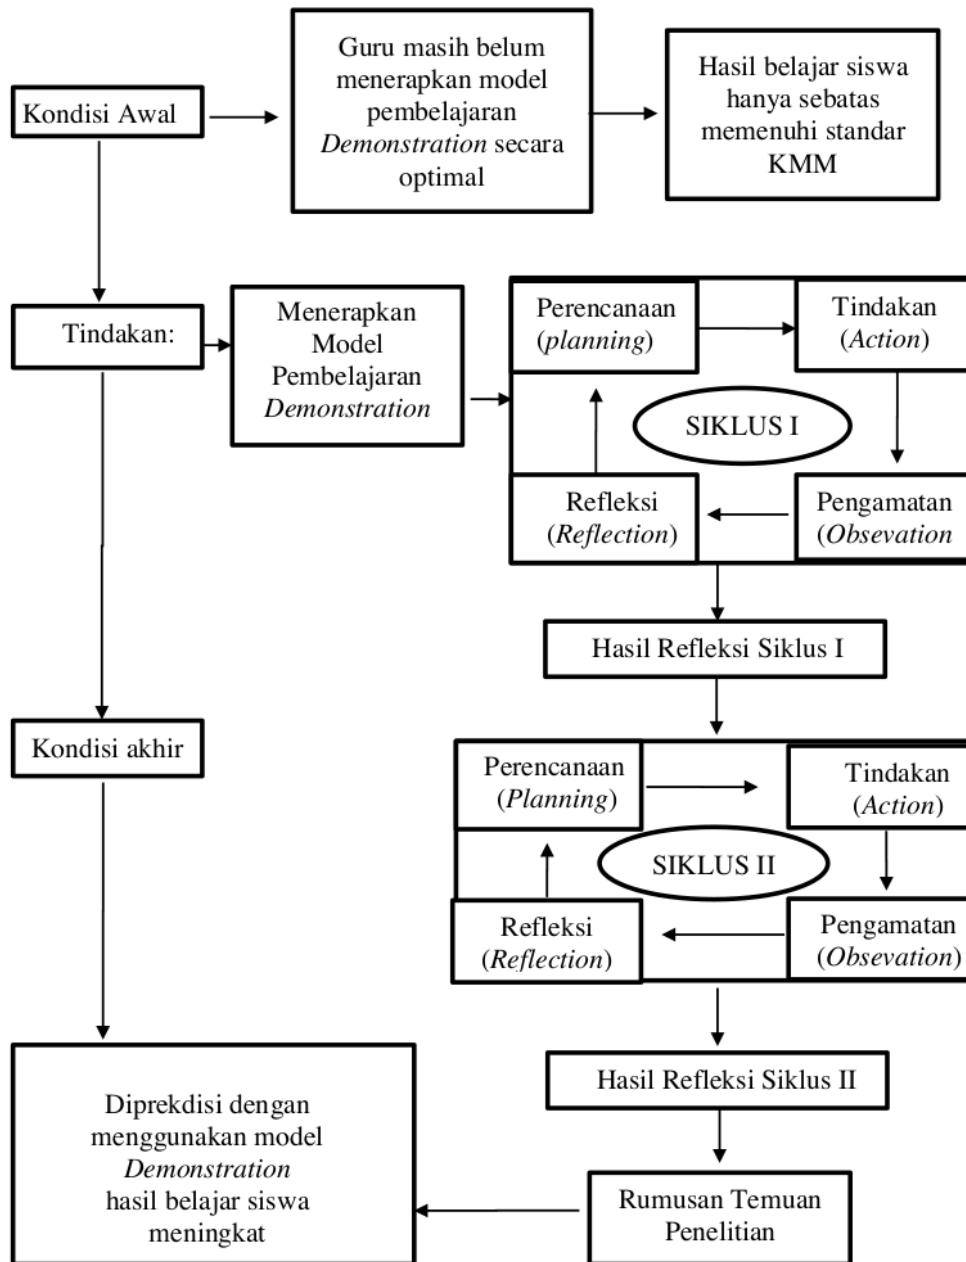 Kondisi Awal
Guru masih belum
menerapkan model
pembelajaran
Demonstration secara
optimal
Hasil belajar siswa
hanya sebatas
memenuhi standar
KMM
Tindakan:
Menerapkan
Model
Pembelajaran
Demonstration
Perencanaan
(planning)
Tindakan
(Action)
SIKLUS I
Refleksi
(Reflection)
Pengamatan
(Obsevation
Hasil Refleksi Siklus I
Kondisi akhir
Perencanaan
(Planning)
Tindakan
(Action)
SIKLUS II
Refleksi
(Reflection)
Pengamatan
(Obsevation)
Hasil Refleksi Siklus II
Diprekdisi dengan
menggunakan model
Demonstration
hasil belajar siswa
meningkat
Rumusan Temuan
Penelitian